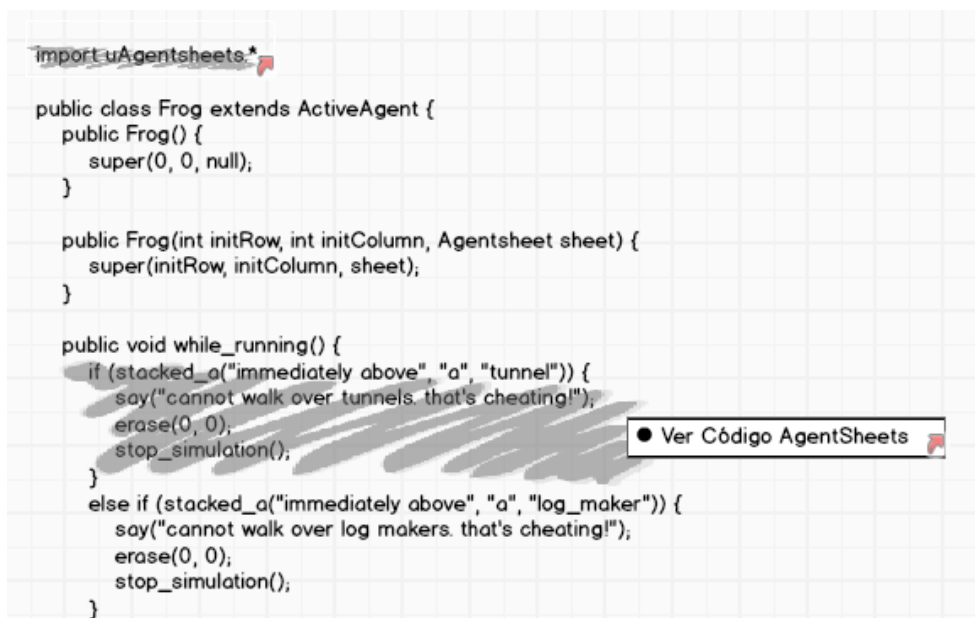 import uAgentsheets.*
public class Frog extends ActiveAgent {
public Frog() {
super(0, 0, null);
}
public Frog(int initRow, int initColumn, Agentsheet sheet) {
super(initRow, initColumn, sheet);
}
public void while_running() {
if (stacked_a("immediately above", "a", "tunnel")) {
say("cannot walk over tunnels. that's cheating!");
erase(0, 0);
stop_simulation();
● Ver Código AgentSheets
}
else if (stacked_a("immediately above", "a", "log_maker")) {
say("cannot walk over log makers. that's cheating!");
erase(0, 0);
stop_simulation();
}